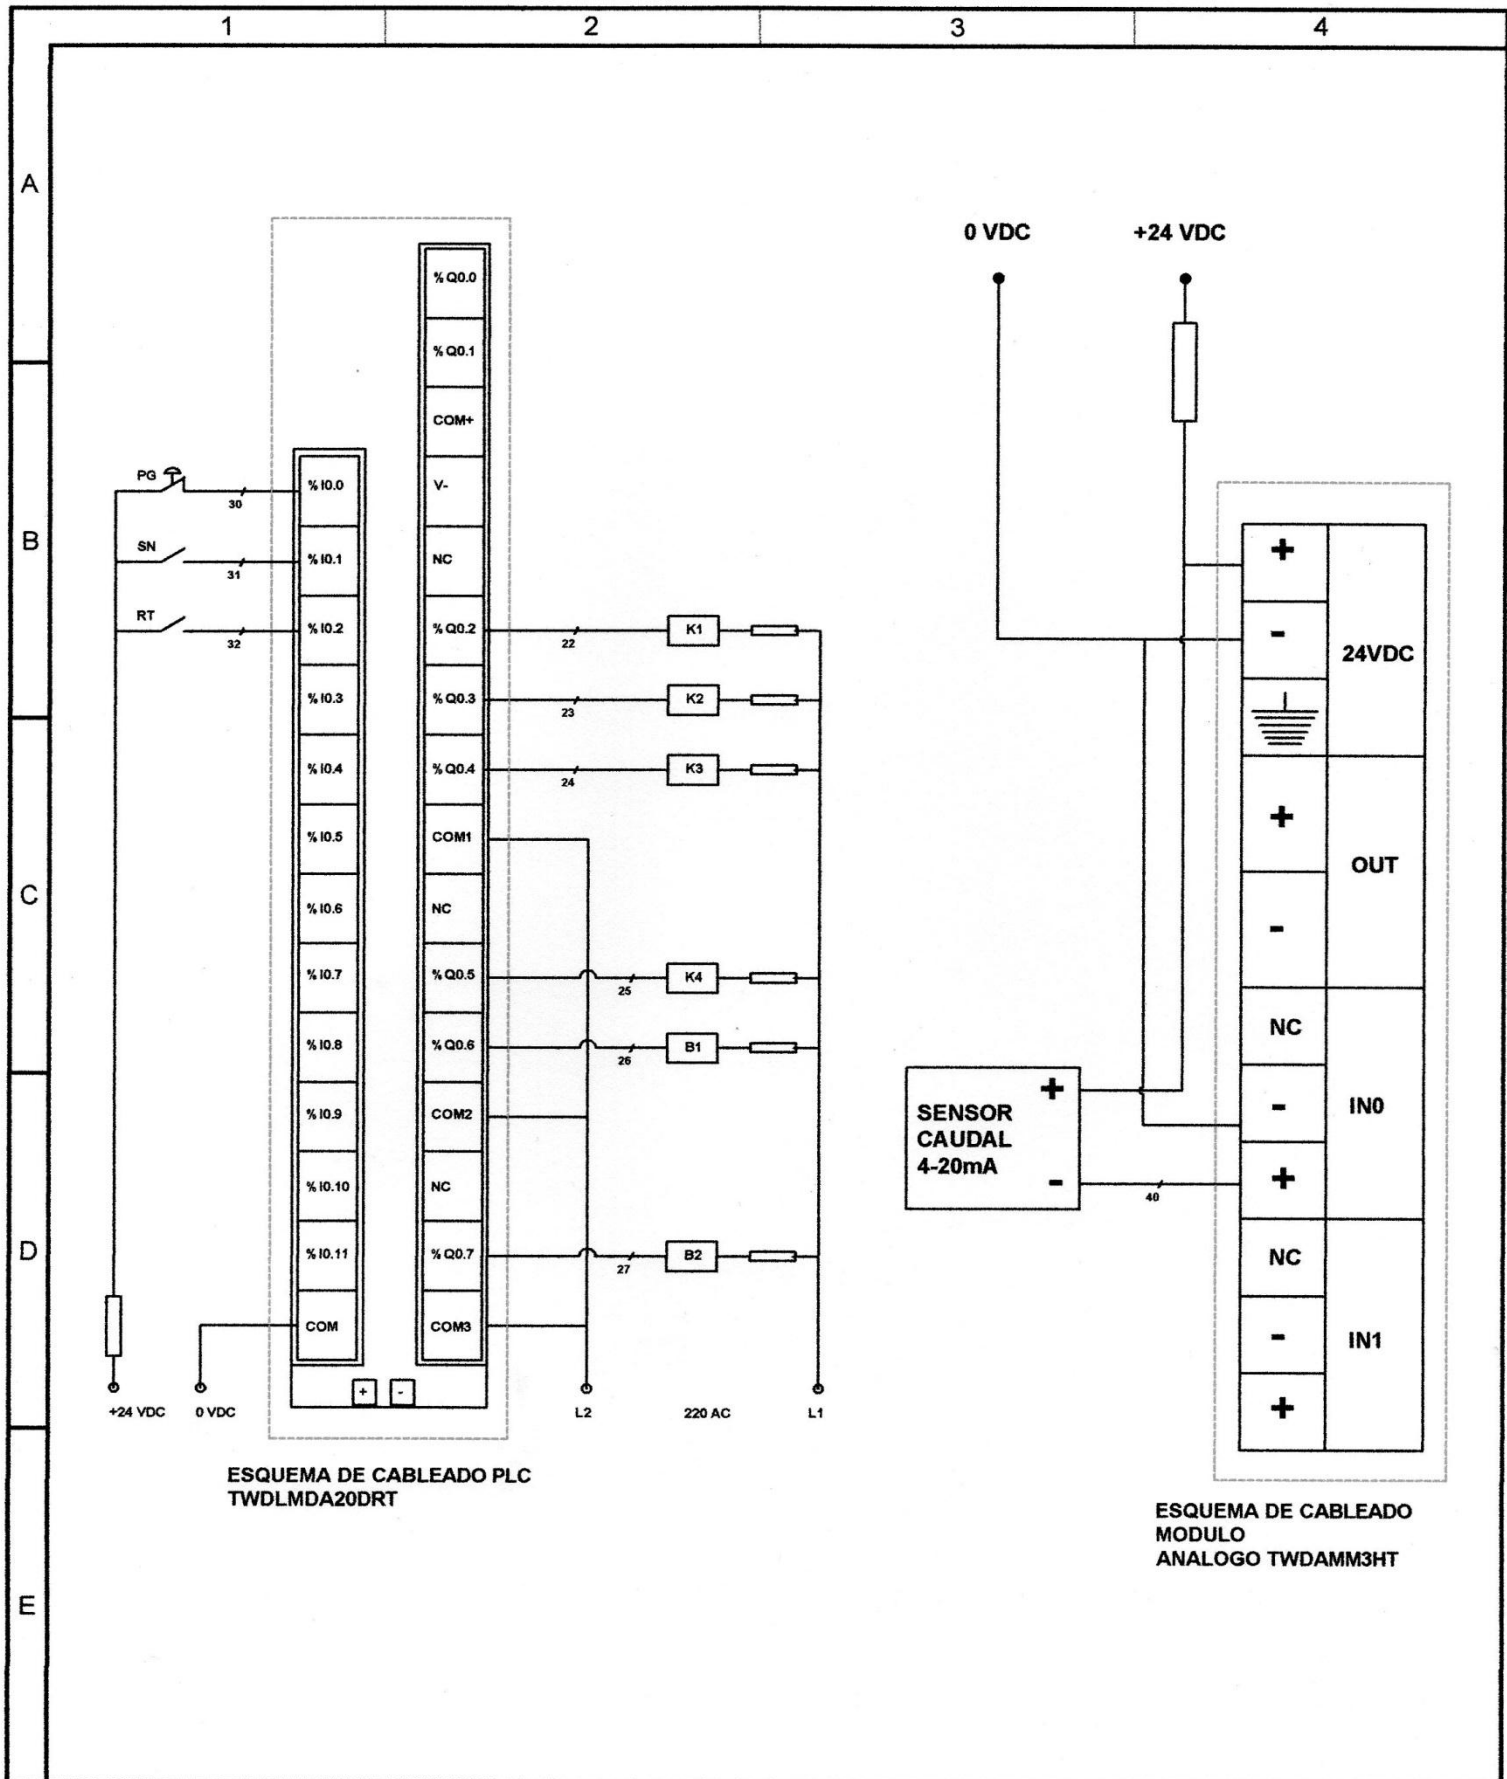 1
2
3
4
A
B
C
D
E
% Q0.0
% Q0.1
COM+
V-
NC
% Q0.2
% Q0.3
% Q0.4
COM1
NC
% Q0.5
% Q0.6
COM2
NC
% Q0.7
COM3
% I0.0
% I0.1
% I0.2
% I0.3
% I0.4
% I0.5
% I0.6
% I0.7
% I0.8
% I0.9
% I0.10
% I0.11
COM
+ -
PG
30
SN
31
RT
32
22
K1
23
K2
24
K3
25
K4
26
B1
27
B2
+24 VDC
0 VDC
L2
220 AC
L1
ESQUEMA DE CABLEADO PLC
TWDLMDA20DRT
0 VDC
+24 VDC
+
-
24VDC
+
-
OUT
NC
-
+
IN0
NC
-
+
IN1
SENSOR
CAUDAL
4-20mA
+
-
40
ESQUEMA DE CABLEADO
MODULO
ANALOGO TWDAMM3HT